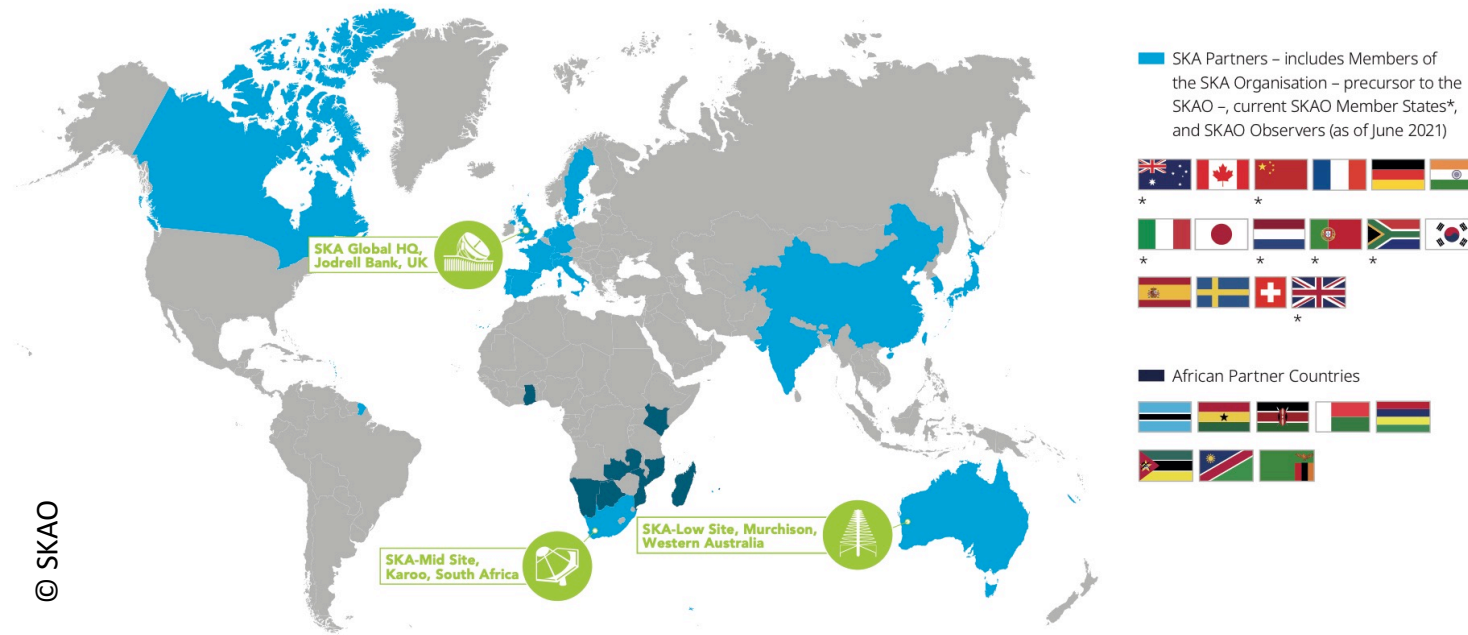 SKA Partners – includes Members of
the SKA Organisation – precursor to the
SKAO –, current SKAO Member States*,
and SKAO Observers (as of June 2021)
* *
* * * *
*
African Partner Countries
SKA Global HQ,
Jodrell Bank, UK
SKA-Mid Site,
Karoo, South Africa
SKA-Low Site, Murchison,
Western Australia
© SKAO